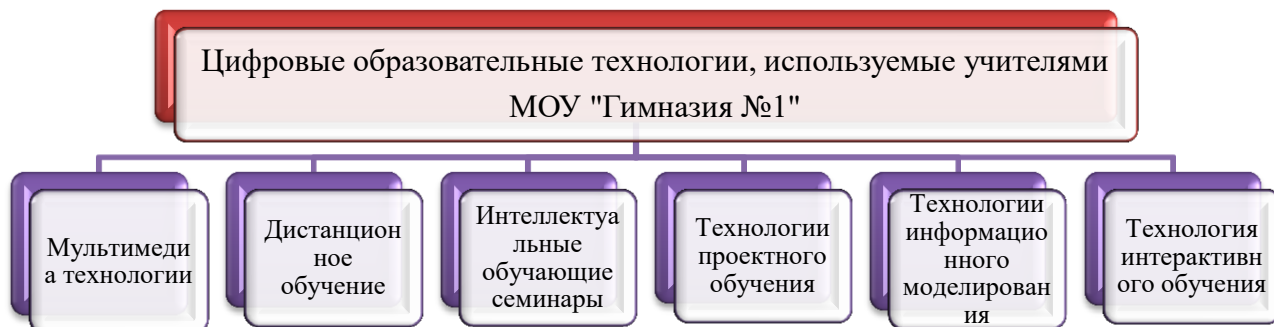 Цифровые образовательные технологии, используемые учителями
МОУ "Гимназия №1"
Мультимеди
а технологии
Дистанцион
ное
обучение
Интеллектуа
льные
обучающие
семинары
Технологии
проектного
обучения
Технологии
информацио
нного
моделирован
ия
Технология
интерактивн
ого обучения